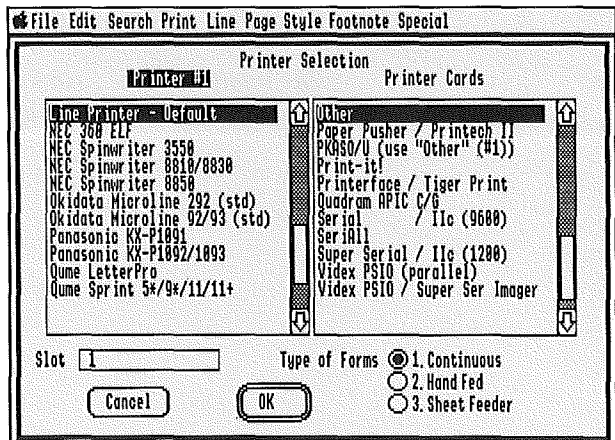 File Edit Search Print Line Page Style Footnote Special
Printer Selection
Printer #1
Printer Cards
Line Printer - Default
NEC 360 ELF
NEC Spinwriter 3550
NEC Spinwriter 8810/8830
NEC Spinwriter 8850
Okidata Microline 292 (std)
Okidata Microline 92/93 (std)
Panasonic KX-P1091
Panasonic KX-P1092/1093
Qume LetterPro
Qume Sprint 5*/9*/11/11+
Other
Paper Pusher / Printech II
PKASO/U (use "Other" (#1))
Print-it!
Printerface / Tiger Print
Quadram APIC C/G
Serial / IIc (9600)
SeriAll
Super Serial / IIc (1200)
Videx PSIO (parallel)
Videx PSIO / Super Ser Imager
Slot 1
Type of Forms 1. Continuous
2. Hand Fed
3. Sheet Feeder
Cancel
OK